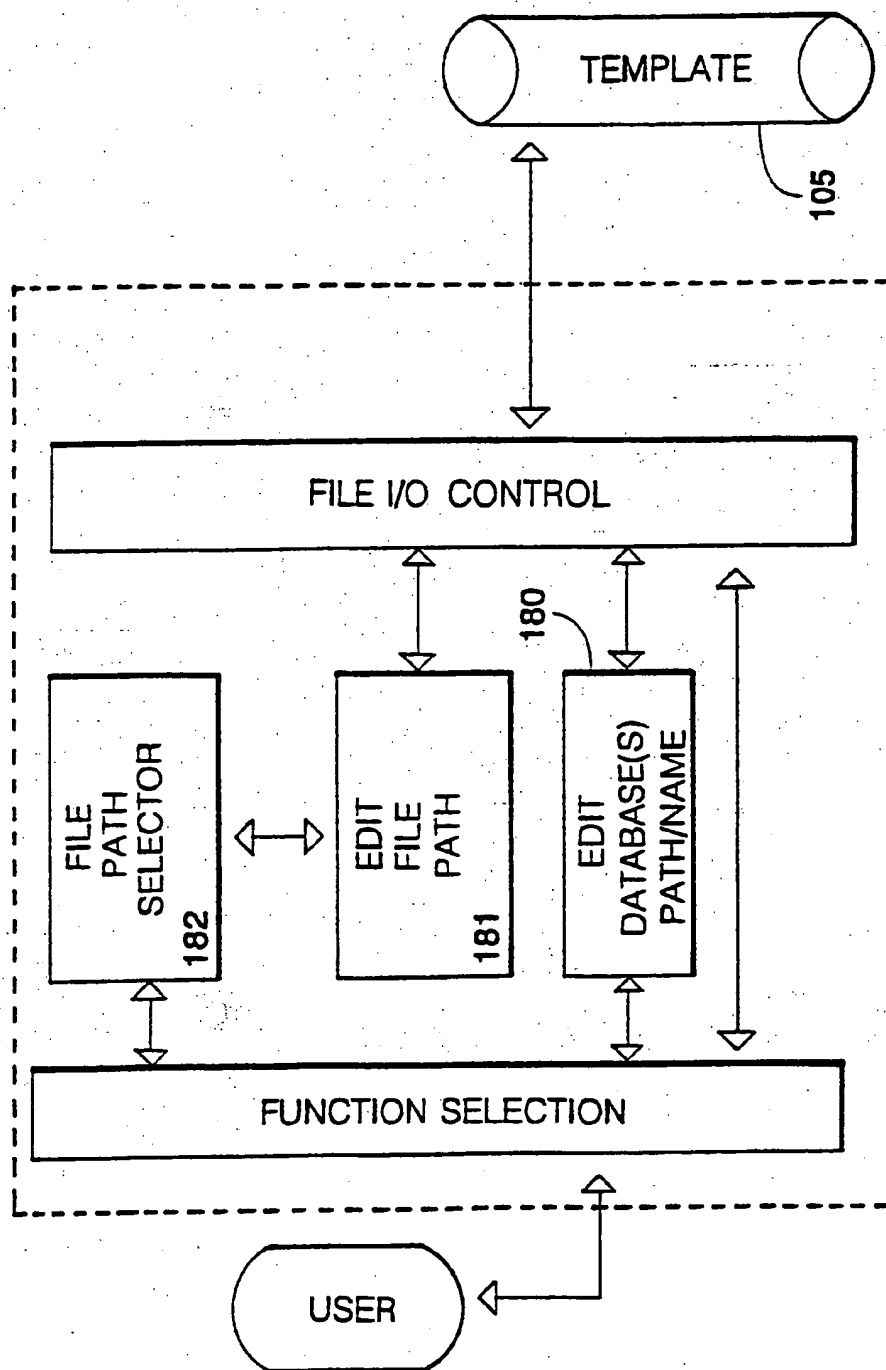 TEMPLATE
105
FILE I/O CONTROL
180
FILE
PATH
SELECTOR
182
EDIT
FILE
PATH
181
EDIT
DATABASE(S)
PATH/NAME
FUNCTION SELECTION
USER